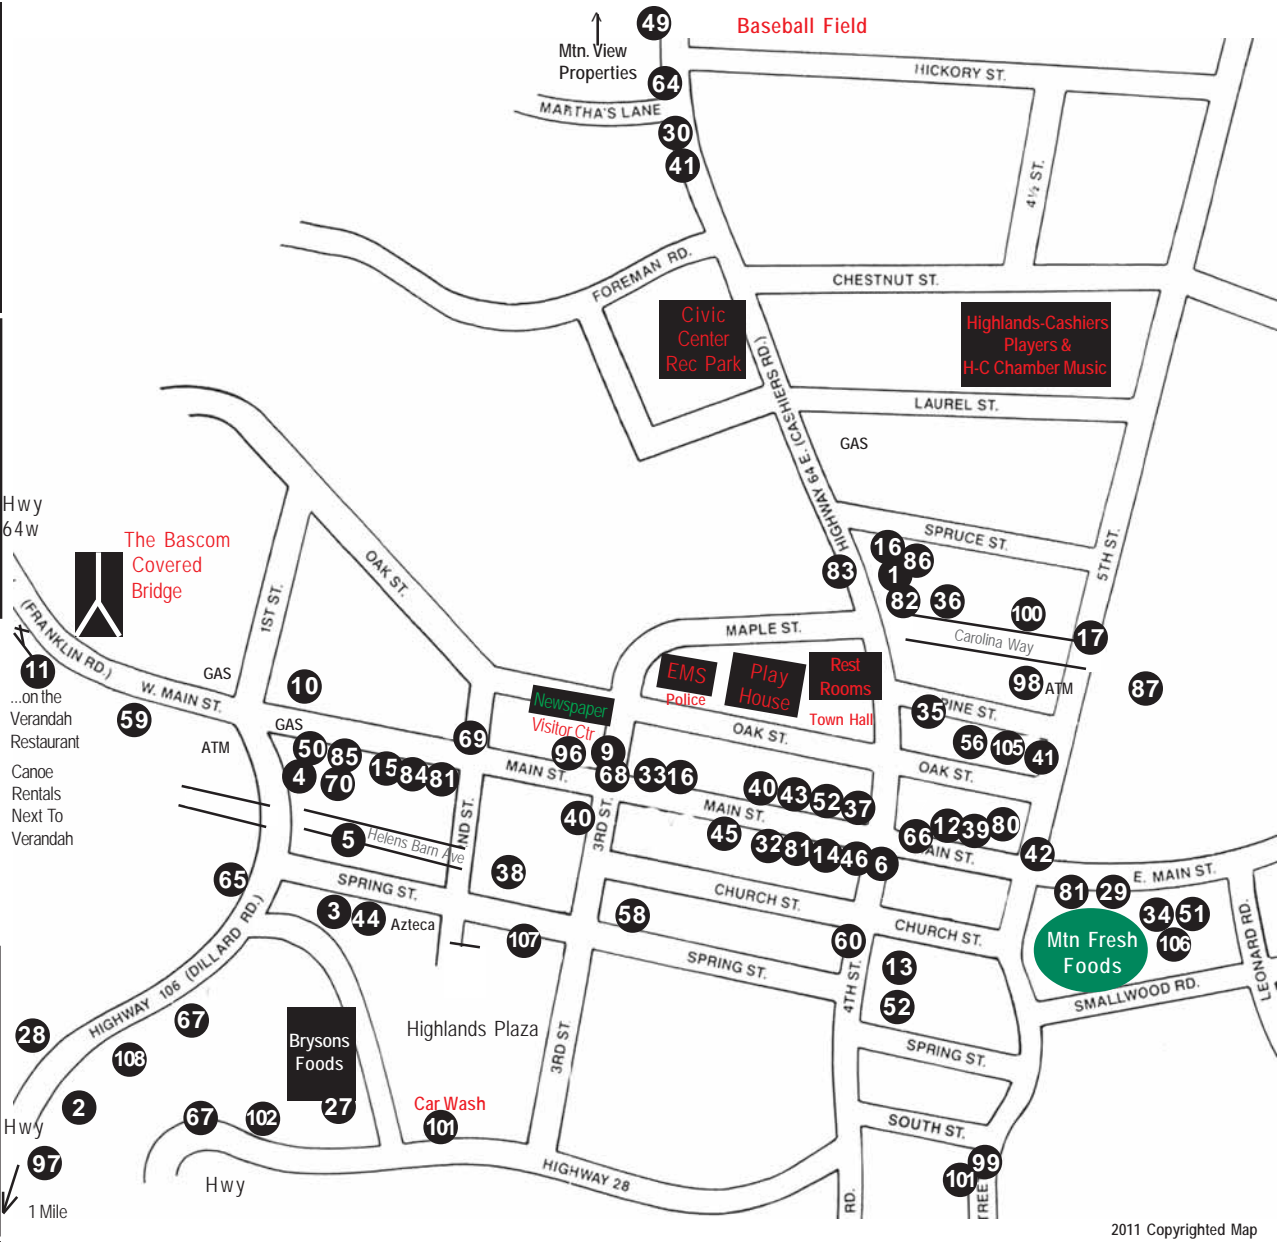 49
Baseball Field
Mtn. View
Properties
64
HICKORY ST.
MARTHA'S LANE
30
41
4½ ST.
FOREMAN RD.
CHESTNUT ST.
Civic
Center
Rec Park
Highlands-Cashiers
Players &
H-C Chamber Music
HIGHWAY 64 E. (CASHIERS RD.)
LAUREL ST.
GAS
Hwy
64w
The Bascom
Covered
Bridge
OAK ST.
1ST ST.
SPRUCE ST.
5TH ST.
16
86
1
83
82
36
100
Carolina Way
17
MAPLE ST.
(FRANKLIN RD.)
11
...on the
Verandah
Restaurant
Canoe
Rentals
Next To
Verandah
GAS
W. MAIN ST.
59
ATM
10
GAS
EMS
Police
Play
House
Rest
Rooms
Town Hall
98
ATM
87
Newspaper
Visitor Ctr
35
PINE ST.
OAK ST.
56
105
41
OAK ST.
50
85
4
70
15
84
81
69
MAIN ST.
96
9
68
33
16
40
43
52
37
MAIN ST.
45
32
81
14
46
6
66
12
39
80
MAIN ST.
42
5
Helens Barn Ave
ND ST.
40
3RD ST.
38
65
SPRING ST.
3
44
Azteca
107
58
CHURCH ST.
60
CHURCH ST.
81
29
E. MAIN ST.
34
51
106
Mtn Fresh
Foods
LEONARD RD.
SMALLWOOD RD.
SPRING ST.
4TH ST.
13
52
SPRING ST.
HIGHWAY 106 (DILLARD RD.)
28
67
108
2
Hwy
97
1 Mile
Brysons
Foods
27
Highlands Plaza
3RD ST.
Car Wash
101
67
102
Hwy
HIGHWAY 28
SOUTH ST.
99
101
RD.
TREE
2011 Copyrighted Map